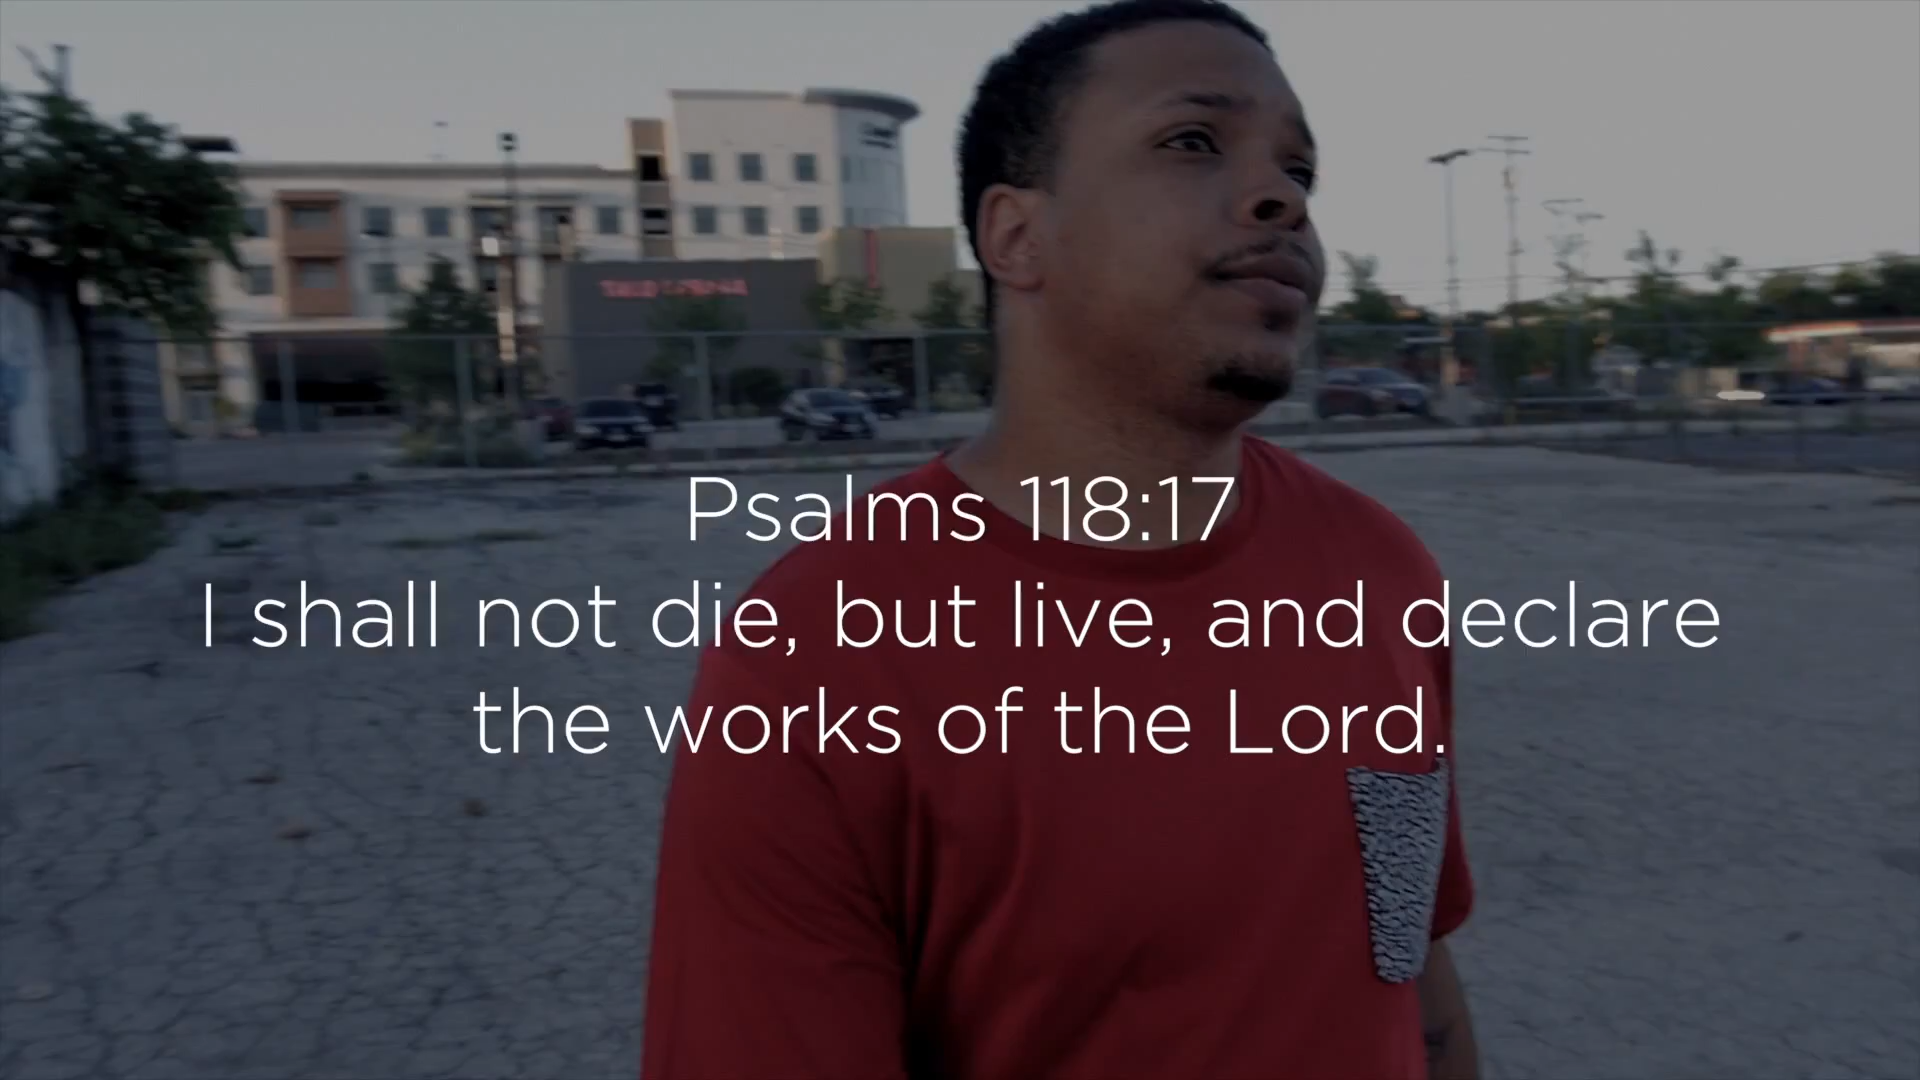 Psalms 118:17
I shall not die, but live, and declare
the works of the Lord.